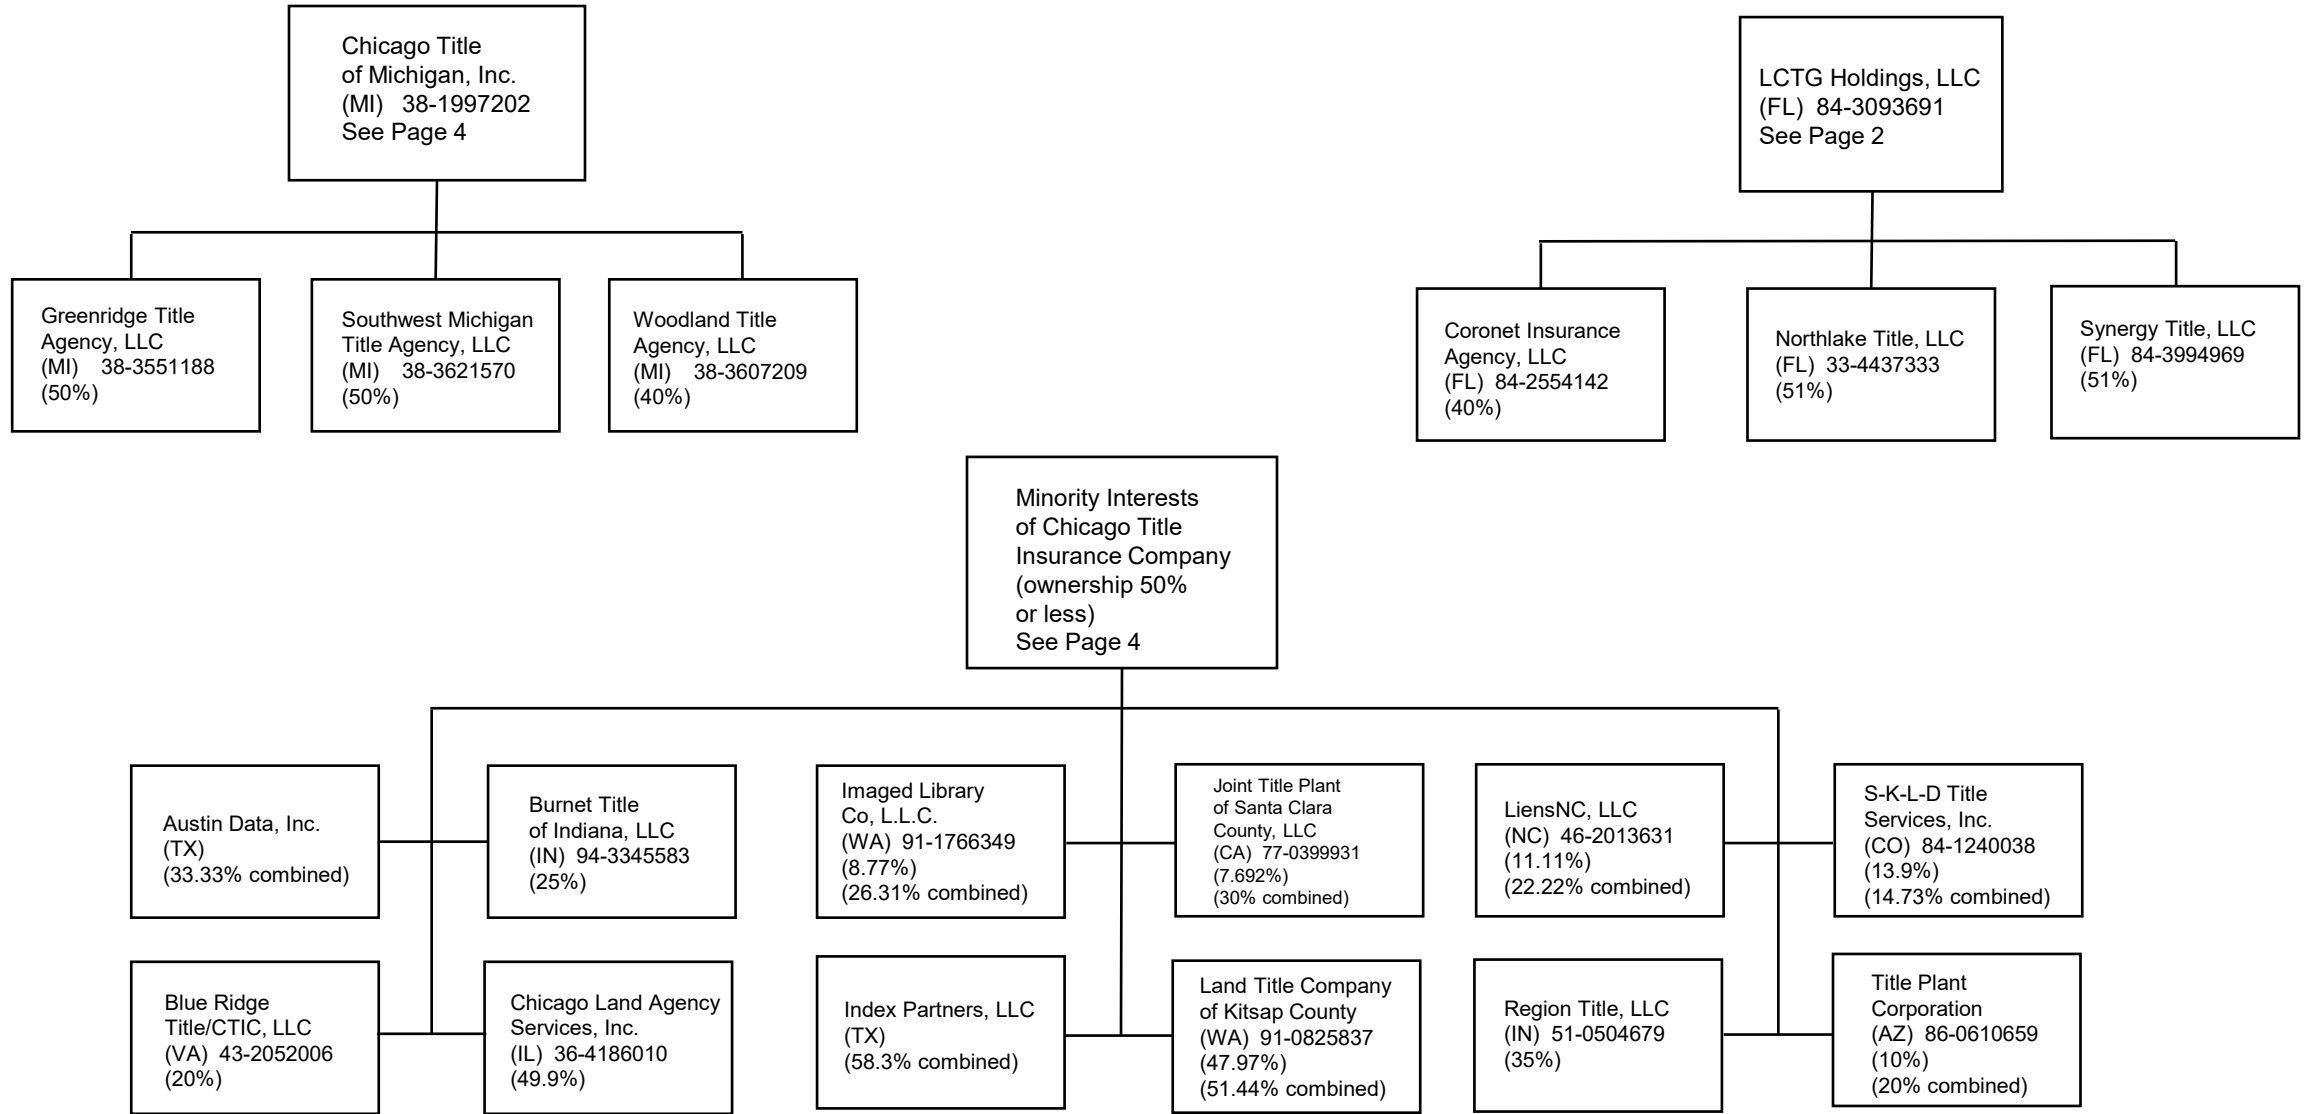 Chicago Title
of Michigan, Inc.
(MI) 38-1997202
See Page 4
LCTG Holdings, LLC
(FL) 84-3093691
See Page 2
Greenridge Title
Agency, LLC
(MI) 38-3551188
(50%)
Southwest Michigan
Title Agency, LLC
(MI) 38-3621570
(50%)
Woodland Title
Agency, LLC
(MI) 38-3607209
(40%)
Coronet Insurance
Agency, LLC
(FL) 84-2554142
(40%)
Northlake Title, LLC
(FL) 33-4437333
(51%)
Synergy Title, LLC
(FL) 84-3994969
(51%)
Minority Interests
of Chicago Title
Insurance Company
(ownership 50%
or less)
See Page 4
Austin Data, Inc.
(TX)
(33.33% combined)
Burnet Title
of Indiana, LLC
(IN) 94-3345583
(25%)
Imaged Library
Co, L.L.C.
(WA) 91-1766349
(8.77%)
(26.31% combined)
Joint Title Plant
of Santa Clara
County, LLC
(CA) 77-0399931
(7.692%)
(30% combined)
LiensNC, LLC
(NC) 46-2013631
(11.11%)
(22.22% combined)
S-K-L-D Title
Services, Inc.
(CO) 84-1240038
(13.9%)
(14.73% combined)
Blue Ridge
Title/CTIC, LLC
(VA) 43-2052006
(20%)
Chicago Land Agency
Services, Inc.
(IL) 36-4186010
(49.9%)
Index Partners, LLC
(TX)
(58.3% combined)
Land Title Company
of Kitsap County
(WA) 91-0825837
(47.97%)
(51.44% combined)
Region Title, LLC
(IN) 51-0504679
(35%)
Title Plant
Corporation
(AZ) 86-0610659
(10%)
(20% combined)